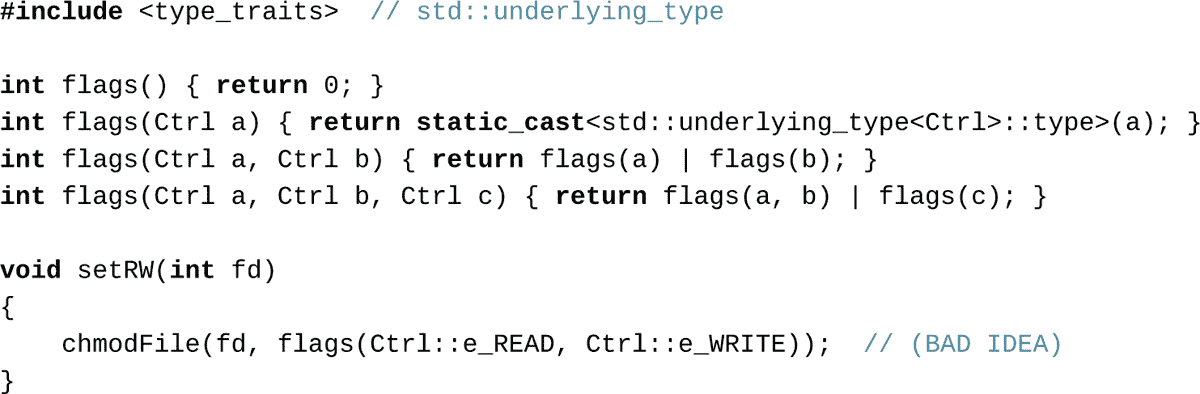 #include <type_traits>  // std::underlying_type

int flags() { return 0; }
int flags(Ctrl a) { return static_cast<std::underlying_type<Ctrl>::type>(a); }
int flags(Ctrl a, Ctrl b) { return flags(a) | flags(b); }
int flags(Ctrl a, Ctrl b, Ctrl c) { return flags(a, b) | flags(c); }

void setRW(int fd)
{
    chmodFile(fd, flags(Ctrl::e_READ, Ctrl::e_WRITE));  // (BAD IDEA)
}